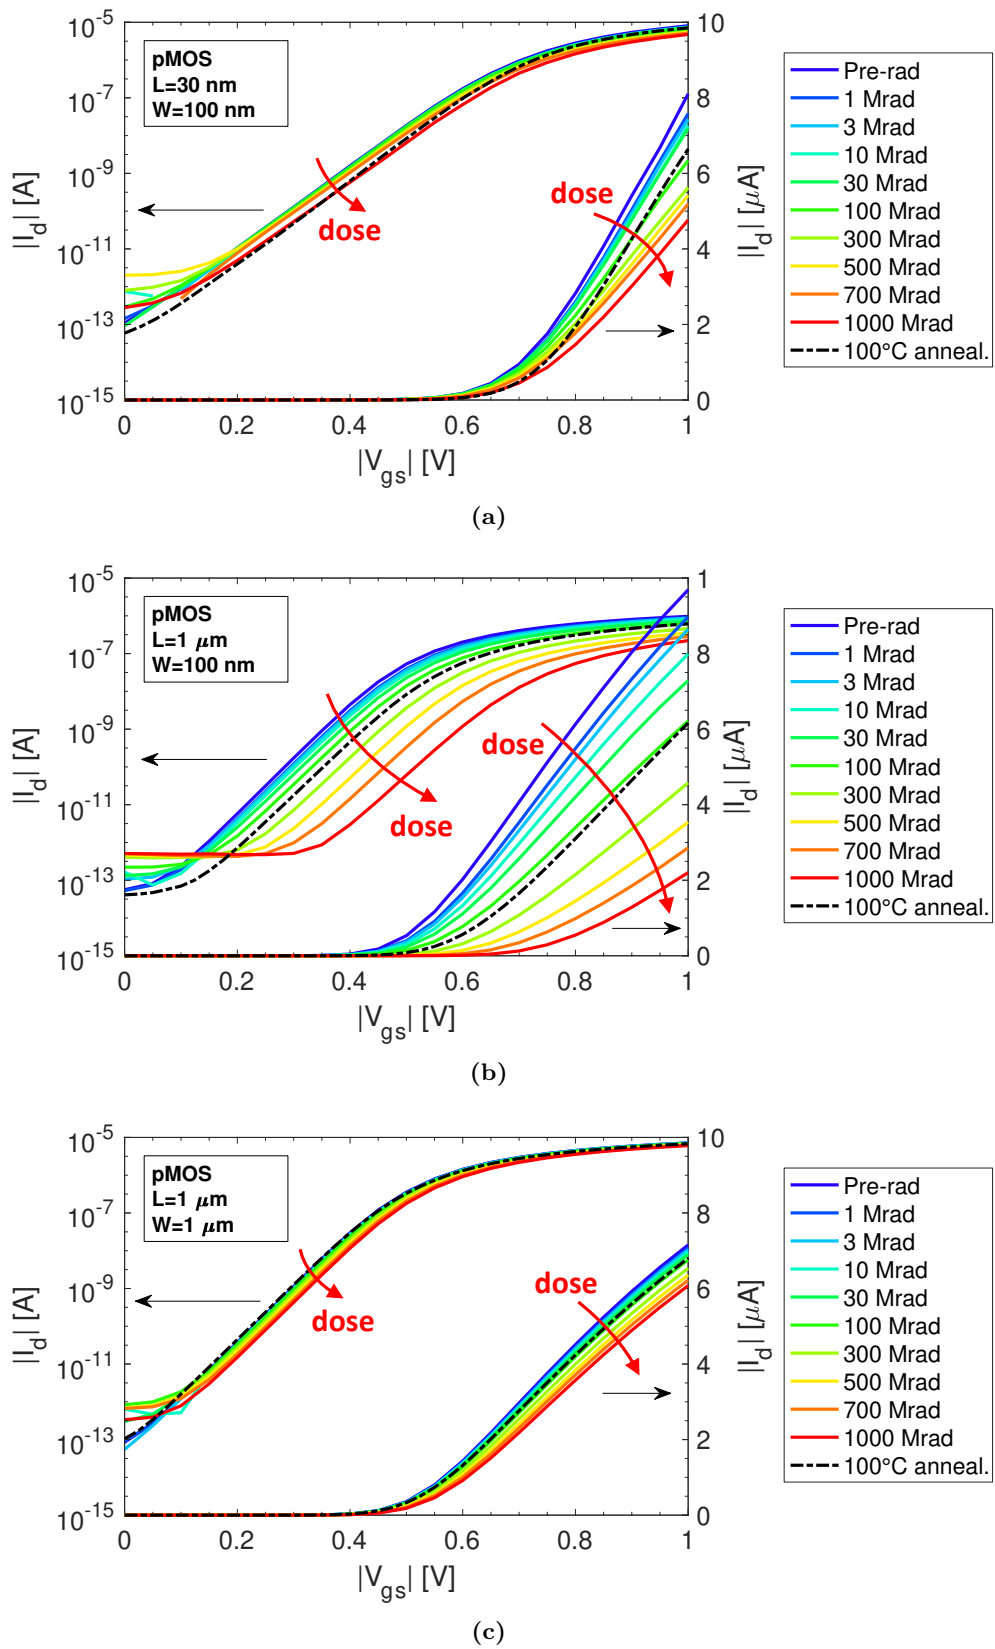 10^-5
10^-7
10^-9
10^-11
10^-13
10^-15
|I_d| [A]
pMOS
L=30 nm
W=100 nm
dose
dose
10
8
6
4
2
0
|I_d| [μA]
0
0.2
0.4
0.6
0.8
1
|V_gs| [V]
Pre-rad
1 Mrad
3 Mrad
10 Mrad
30 Mrad
100 Mrad
300 Mrad
500 Mrad
700 Mrad
1000 Mrad
100°C anneal.
(a)
10^-5
10^-7
10^-9
10^-11
10^-13
10^-15
|I_d| [A]
pMOS
L=1 μm
W=100 nm
dose
dose
1
8
6
4
2
0
|I_d| [μA]
0
0.2
0.4
0.6
0.8
1
|V_gs| [V]
Pre-rad
1 Mrad
3 Mrad
10 Mrad
30 Mrad
100 Mrad
300 Mrad
500 Mrad
700 Mrad
1000 Mrad
100°C anneal.
(b)
10^-5
10^-7
10^-9
10^-11
10^-13
10^-15
|I_d| [A]
pMOS
L=1 μm
W=1 μm
dose
dose
10
8
6
4
2
0
|I_d| [μA]
0
0.2
0.4
0.6
0.8
1
|V_gs| [V]
Pre-rad
1 Mrad
3 Mrad
10 Mrad
30 Mrad
100 Mrad
300 Mrad
500 Mrad
700 Mrad
1000 Mrad
100°C anneal.
(c)